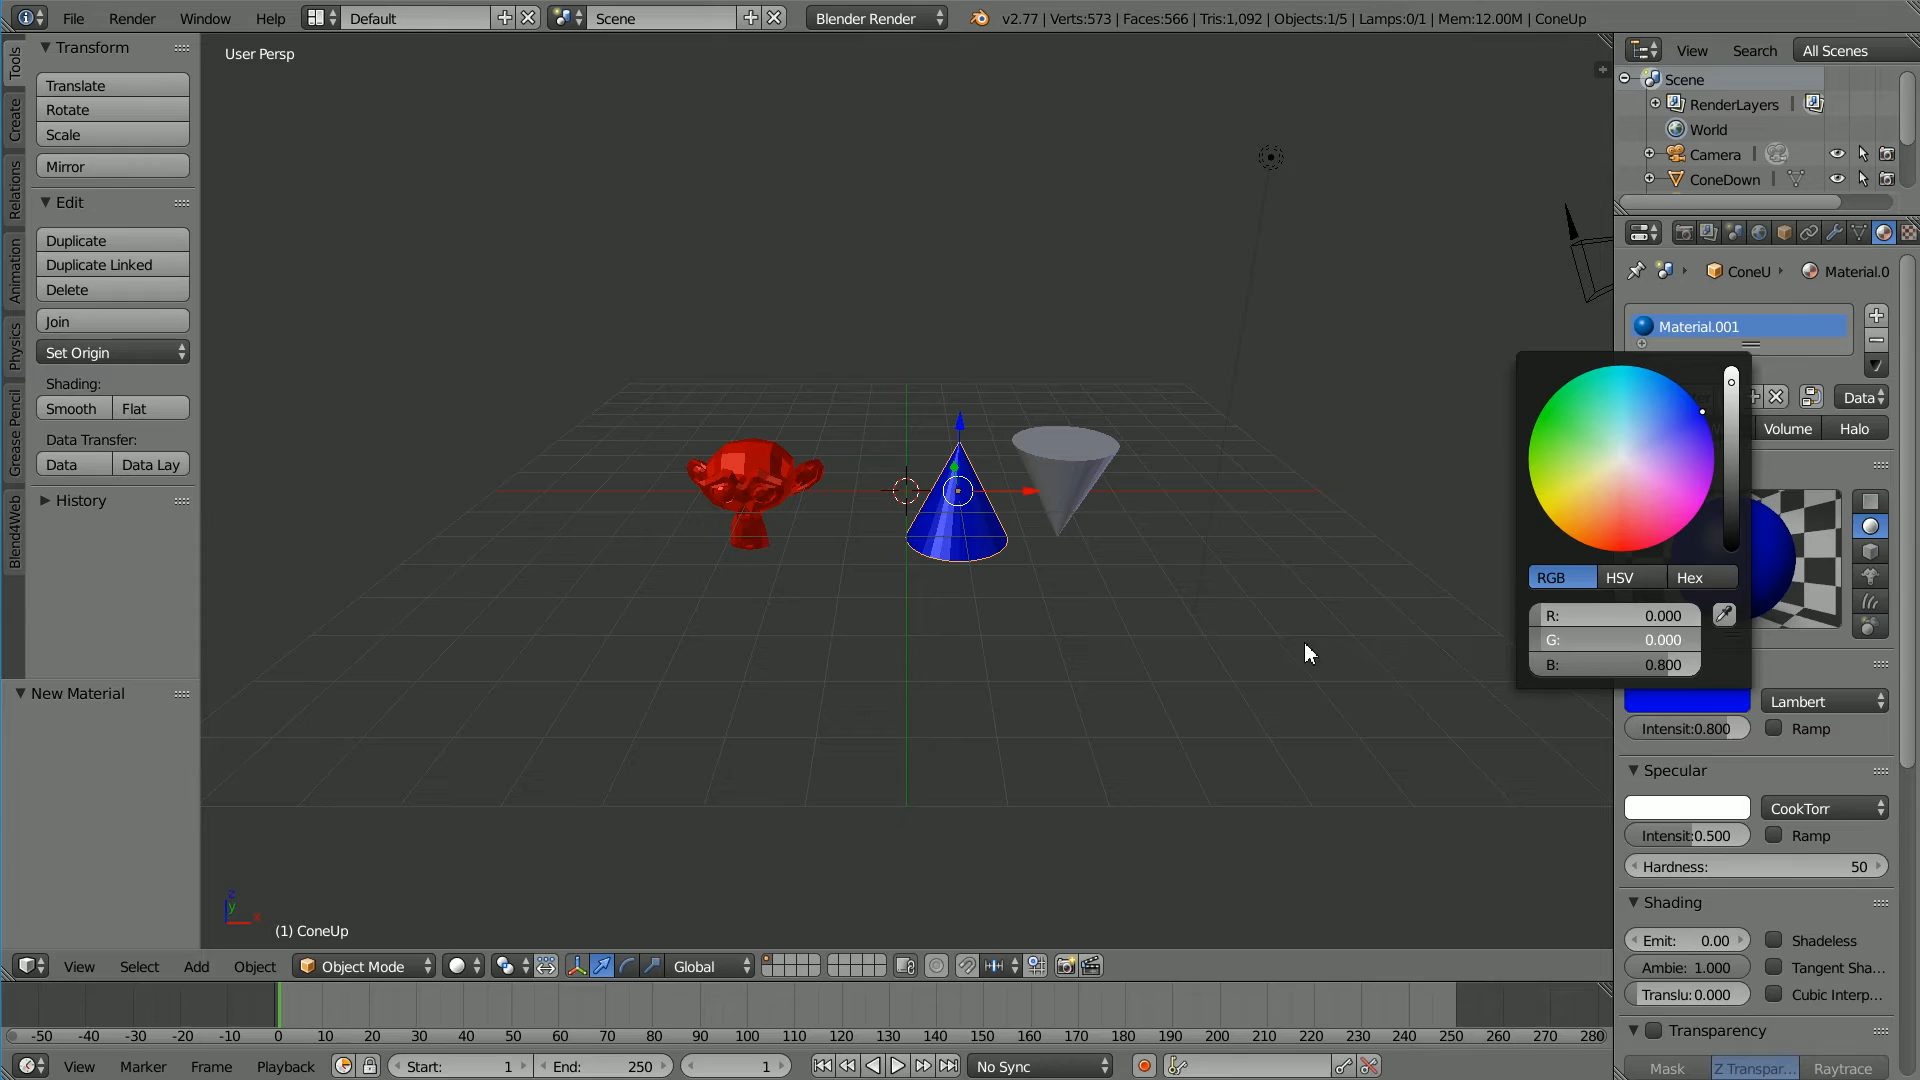 File Render Window Help Default Scene Blender Render v2.77 | Verts:573 | Faces:566 | Tris:1,092 | Objects:1/5 | Lamps:0/1 | Mem:12.00M | ConeUp
Tools
Create
Relations
Animation
Physics
Grease Pencil
Blend4Web
Transform
Translate
Rotate
Scale
Mirror
Edit
Duplicate
Duplicate Linked
Delete
Join
Set Origin
Shading:
Smooth Flat
Data Transfer:
Data Data Lay
History
New Material
User Persp
z
y
x
(1) ConeUp
View Search All Scenes
Scene
RenderLayers
World
Camera
ConeDown
ConeU Material.0
Material.001
Data
Volume Halo
RGB HSV Hex
R: 0.000
G: 0.000
B: 0.800
Lambert
Intensit:0.800 Ramp
Specular
CookTorr
Intensit:0.500 Ramp
Hardness: 50
Shading
Emit: 0.00 Shadeless
Ambie: 1.000 Tangent Sha...
Translu: 0.000 Cubic Interp...
Transparency
Mask Z Transpar... Raytrace
View Select Add Object Object Mode Global
-50 -40 -30 -20 -10 0 10 20 30 40 50 60 70 80 90 100 110 120 130 140 150 160 170 180 190 200 210 220 230 240 250 260 270 280
View Marker Frame Playback Start: 1 End: 250 1 No Sync